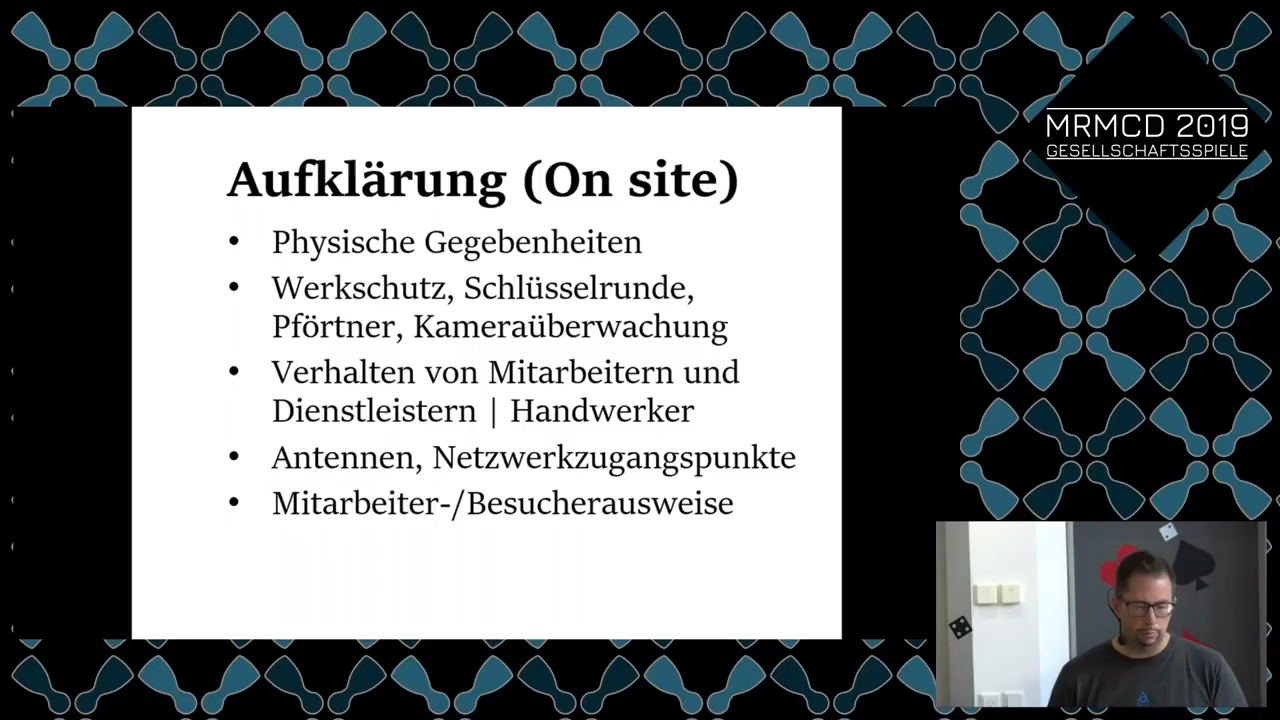 MRMCD 2019
GESELLSCHAFTSSPIELE
Aufklärung (On site)
• Physische Gegebenheiten
• Werkschutz, Schlüsselrunde,
Pförtner, Kameraüberwachung
• Verhalten von Mitarbeitern und
Dienstleistern | Handwerker
• Antennen, Netzwerkzugangspunkte
• Mitarbeiter-/Besucherausweise